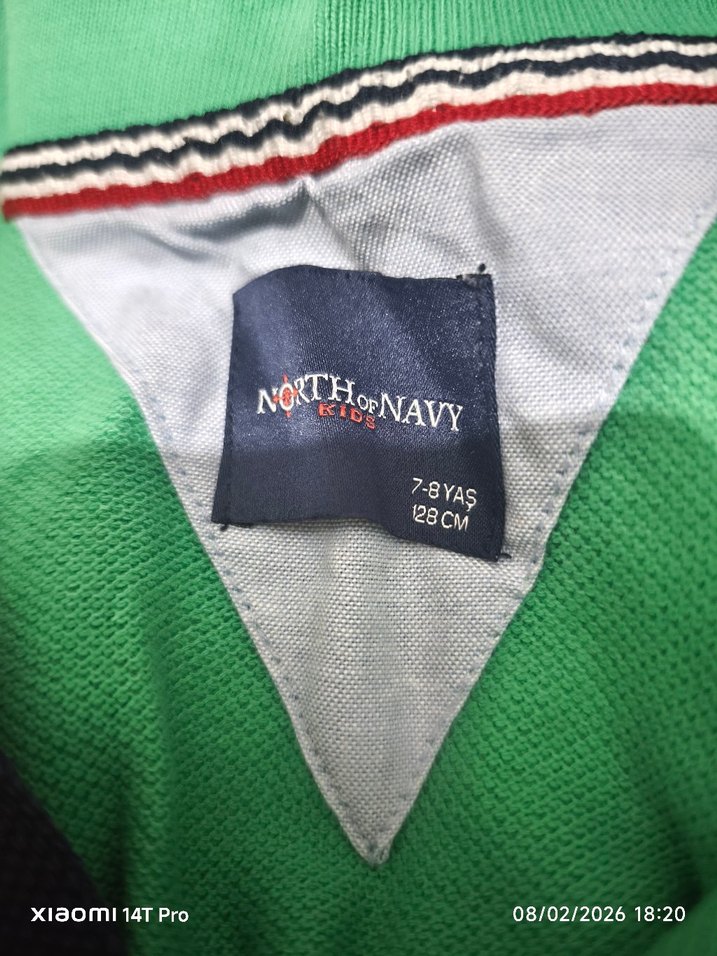 NORTH OF NAVY
KIDS
7-8 YAŞ
128 CM
XIAOMI 14T Pro
08/02/2026 18:20